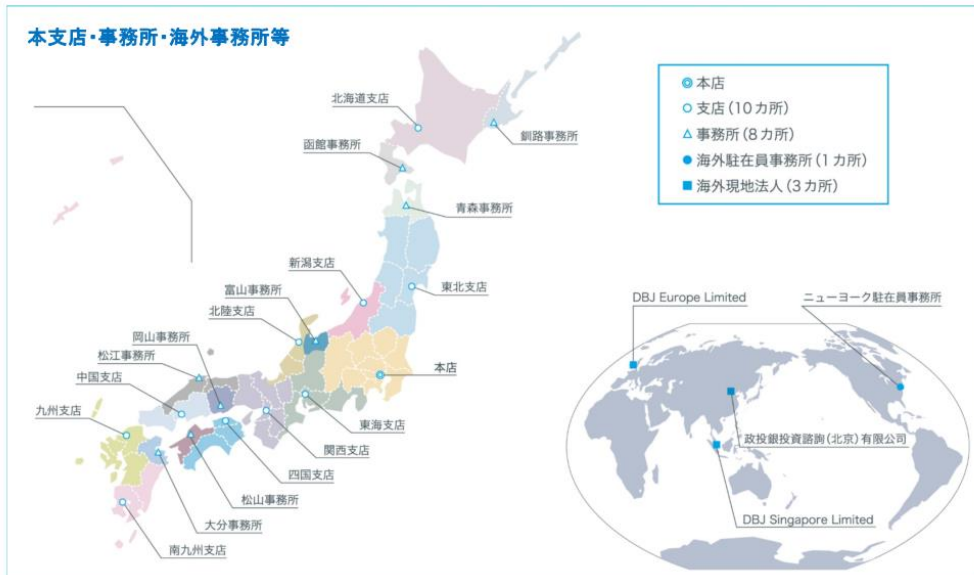 本支店・事務所・海外事務所等
本店
支店(10カ所)
事務所(8カ所)
海外駐在員事務所(1カ所)
海外現地法人(3カ所)
北海道支店
釧路事務所
函館事務所
青森事務所
新潟支店
東北支店
富山事務所
北陸支店
岡山事務所
松江事務所
中国支店
九州支店
本店
東海支店
関西支店
四国支店
松山事務所
大分事務所
南九州支店
DBJ Europe Limited
ニューヨーク駐在員事務所
政投銀投資諮詢(北京)有限公司
DBJ Singapore Limited